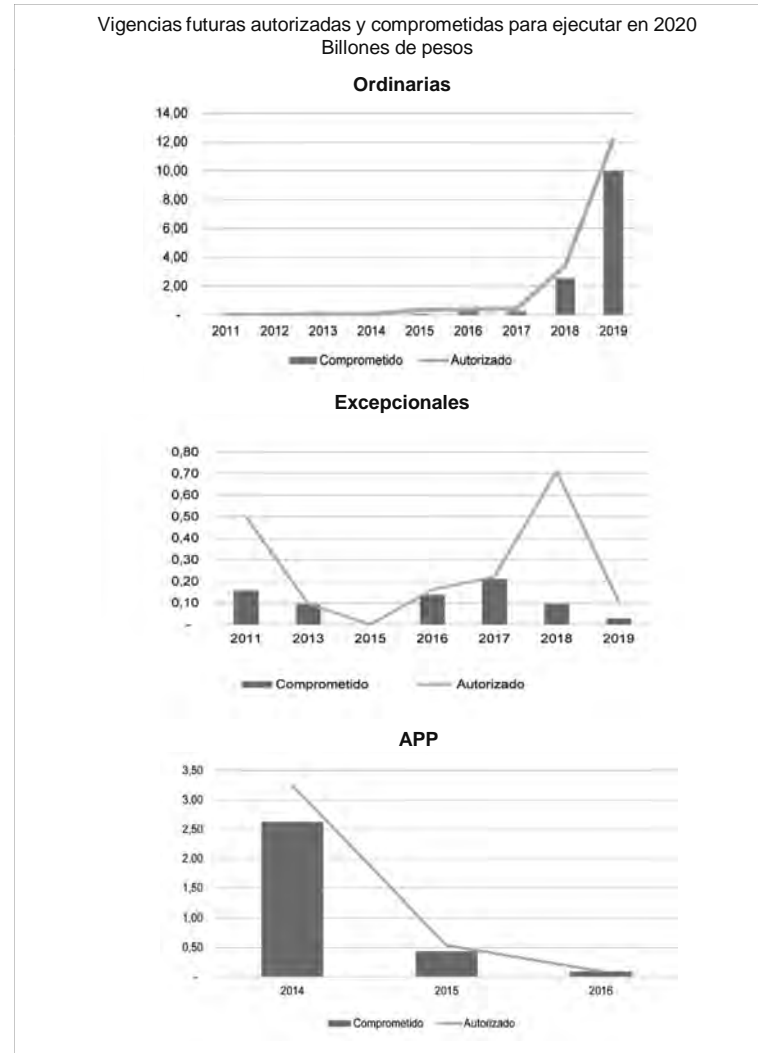 Vigencias futuras autorizadas y comprometidas para ejecutar en 2020
Billones de pesos
Ordinarias
14,00
12,00
10,00
8,00
6,00
4,00
2,00
-
2011 2012 2013 2014 2015 2016 2017 2018 2019
Comprometido Autorizado
Excepcionales
0,80
0,70
0,60
0,50
0,40
0,30
0,20
0,10
-
2011 2013 2015 2016 2017 2018 2019
Comprometido Autorizado
APP
3,50
3,00
2,50
2,00
1,50
1,00
0,50
-
2014 2015 2016
Comprometido Autorizado